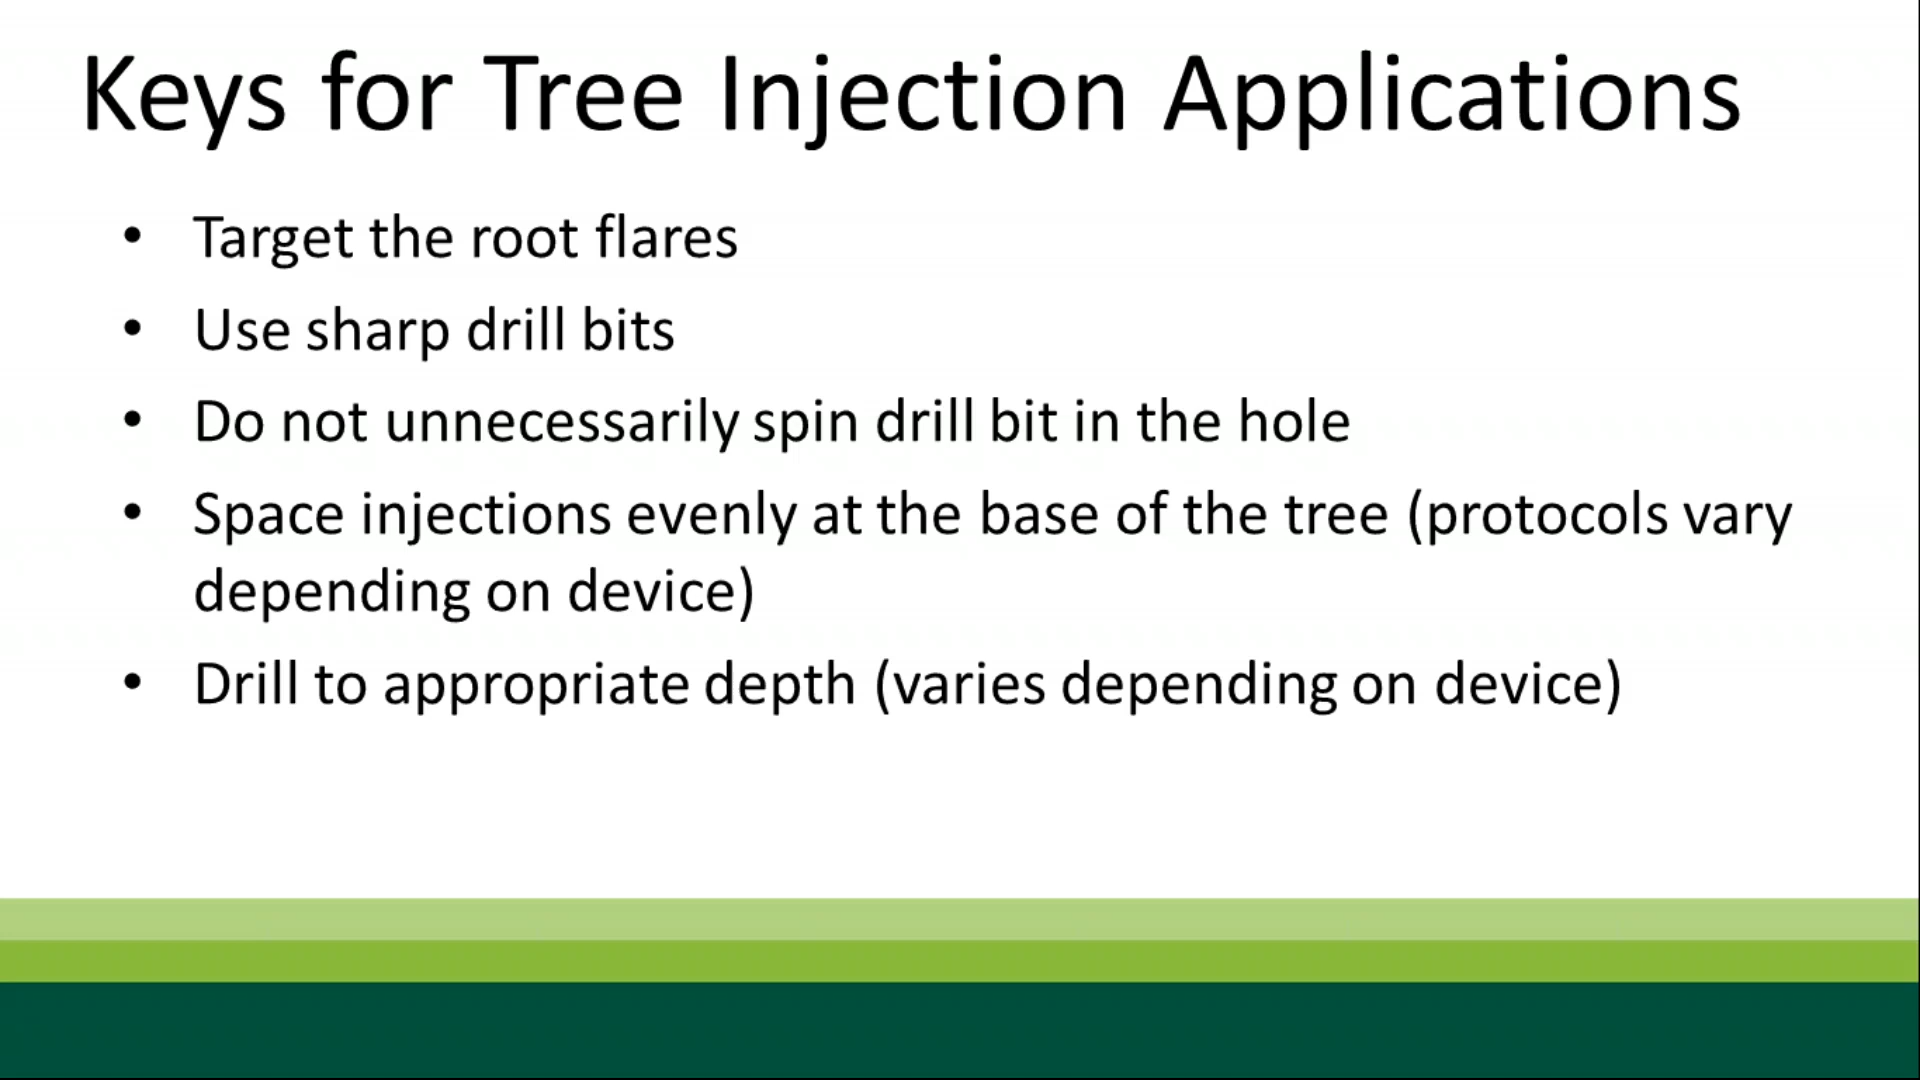 Keys for Tree Injection Applications
• Target the root flares
• Use sharp drill bits
• Do not unnecessarily spin drill bit in the hole
• Space injections evenly at the base of the tree (protocols vary
depending on device)
• Drill to appropriate depth (varies depending on device)